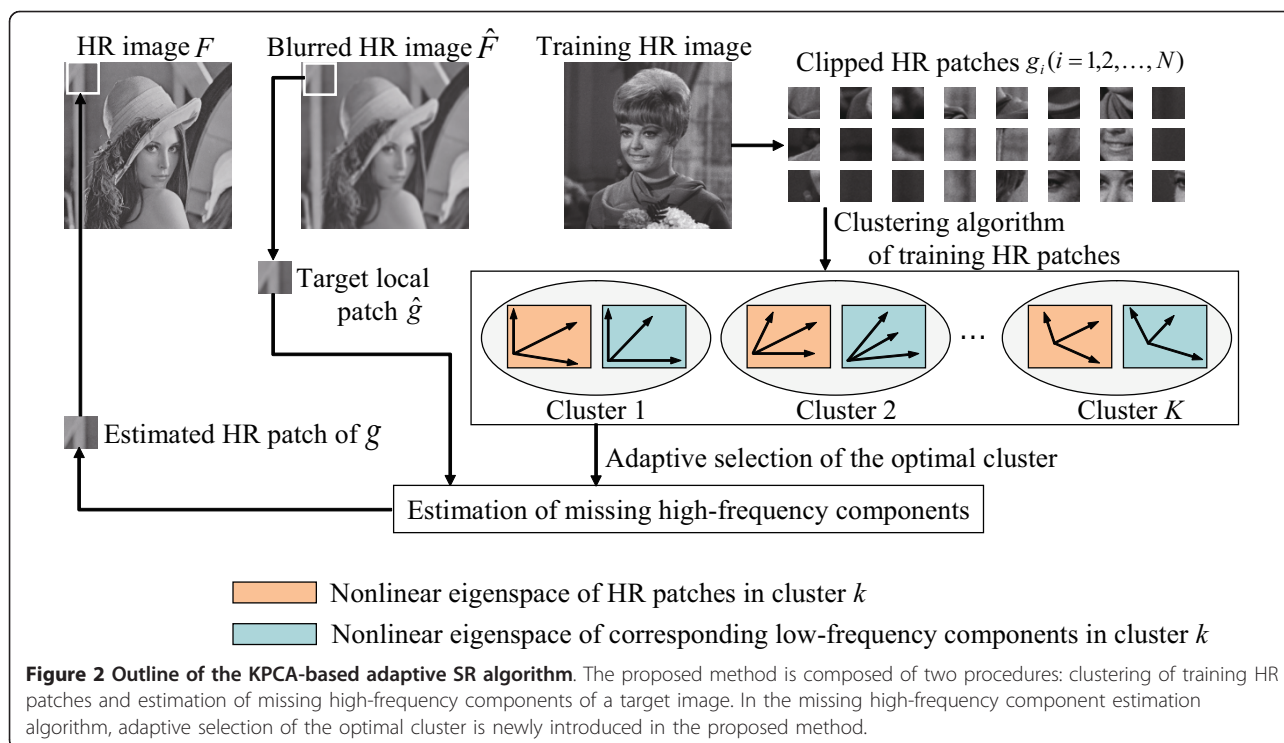 HR image F
Blurred HR image F̂
Training HR image
Clipped HR patches g_i (i = 1,2,…, N)
Clustering algorithm
of training HR patches
Target local
patch ĝ
Cluster 1
Cluster 2
...
Cluster K
Estimated HR patch of g
Adaptive selection of the optimal cluster
Estimation of missing high-frequency components
Nonlinear eigenspace of HR patches in cluster k
Nonlinear eigenspace of corresponding low-frequency components in cluster k
Figure 2 Outline of the KPCA-based adaptive SR algorithm. The proposed method is composed of two procedures: clustering of training HR
patches and estimation of missing high-frequency components of a target image. In the missing high-frequency component estimation
algorithm, adaptive selection of the optimal cluster is newly introduced in the proposed method.